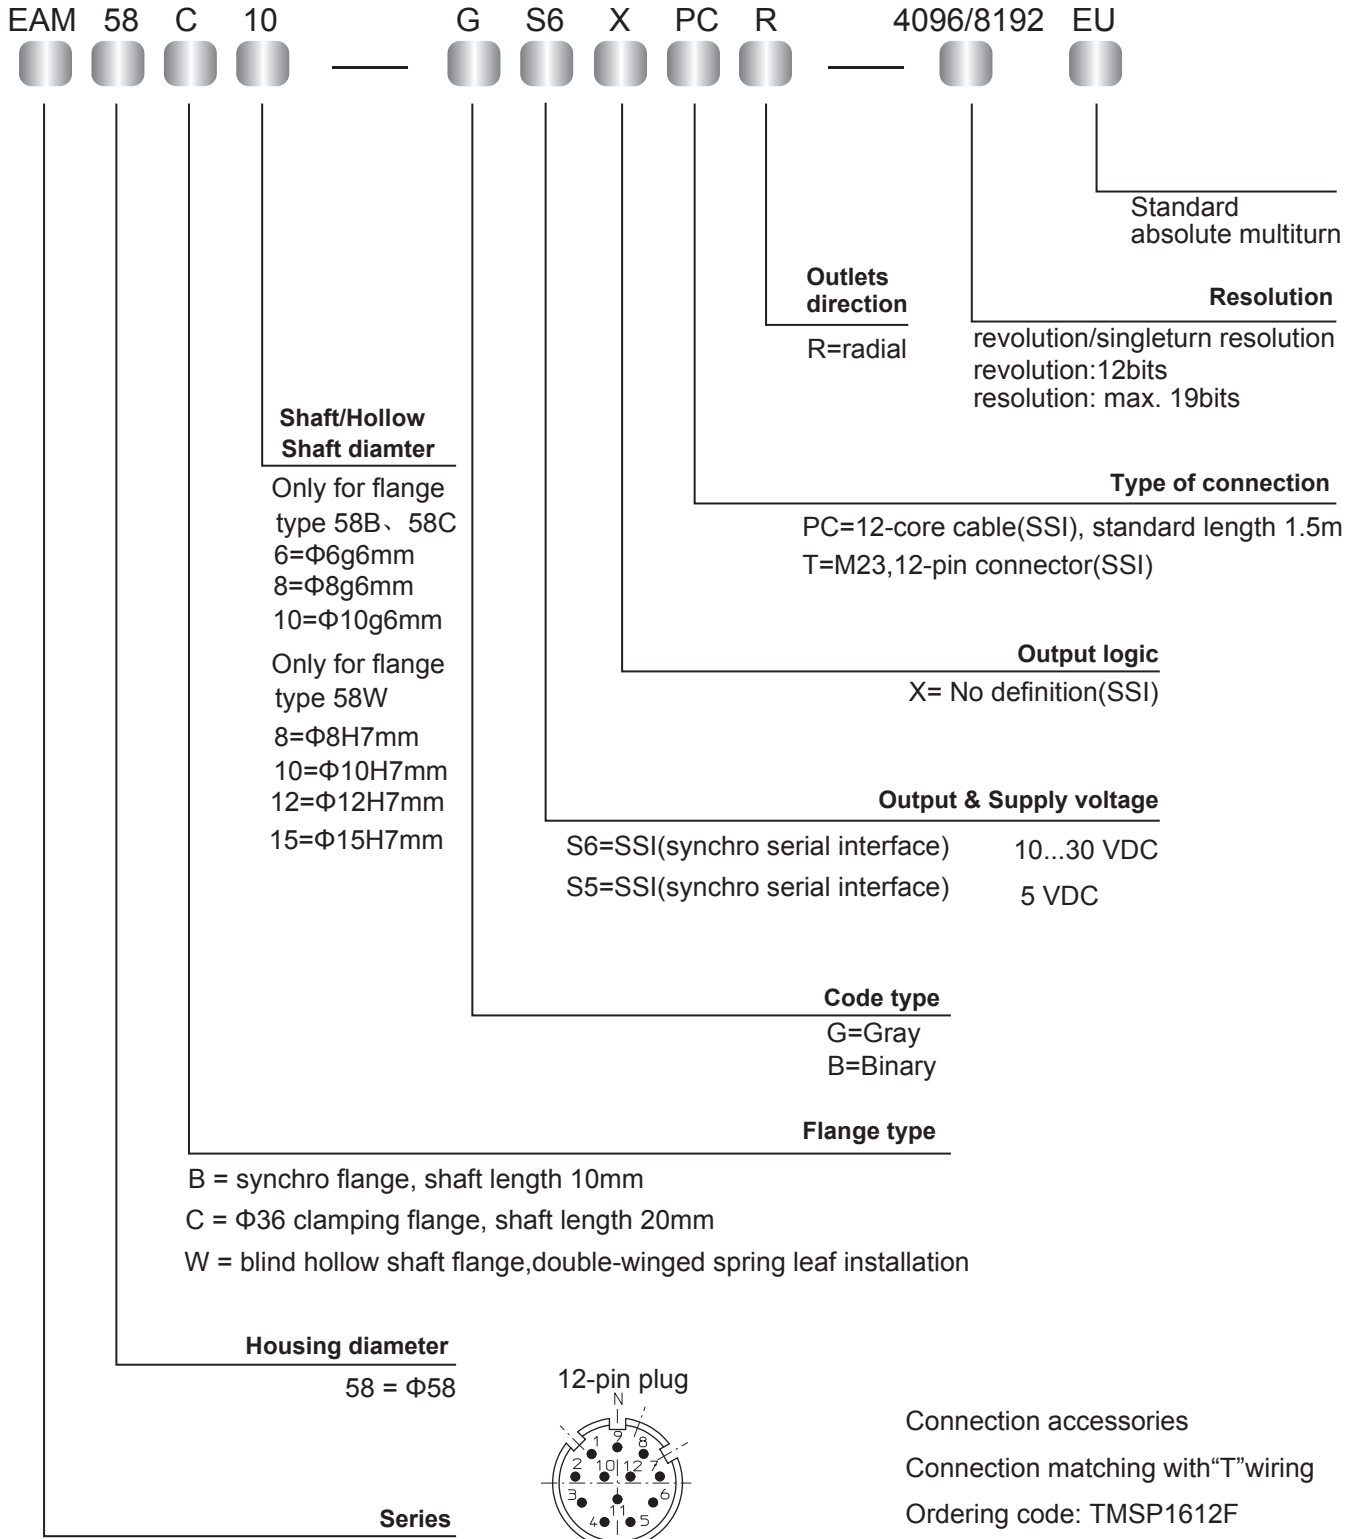 EAM 58 C 10 G S6 X PC R 4096/8192 EU
Standard
absolute multiturn
Outlets
direction
R=radial
Resolution
revolution/singleturn resolution
revolution:12bits
resolution: max. 19bits
Shaft/Hollow
Shaft diamter
Only for flange
type 58B、58C
6=Φ6g6mm
8=Φ8g6mm
10=Φ10g6mm
Only for flange
type 58W
8=Φ8H7mm
10=Φ10H7mm
12=Φ12H7mm
15=Φ15H7mm
Type of connection
PC=12-core cable(SSI), standard length 1.5m
T=M23,12-pin connector(SSI)
Output logic
X= No definition(SSI)
Output & Supply voltage
S6=SSI(synchro serial interface) 10...30 VDC
S5=SSI(synchro serial interface) 5 VDC
Code type
G=Gray
B=Binary
Flange type
B = synchro flange, shaft length 10mm
C = Φ36 clamping flange, shaft length 20mm
W = blind hollow shaft flange,double-winged spring leaf installation
Housing diameter
58 = Φ58
Series
12-pin plug
N
1 9 8
2 10 12 7
3 11 6
4 5
Connection accessories
Connection matching with“T”wiring
Ordering code: TMSP1612F